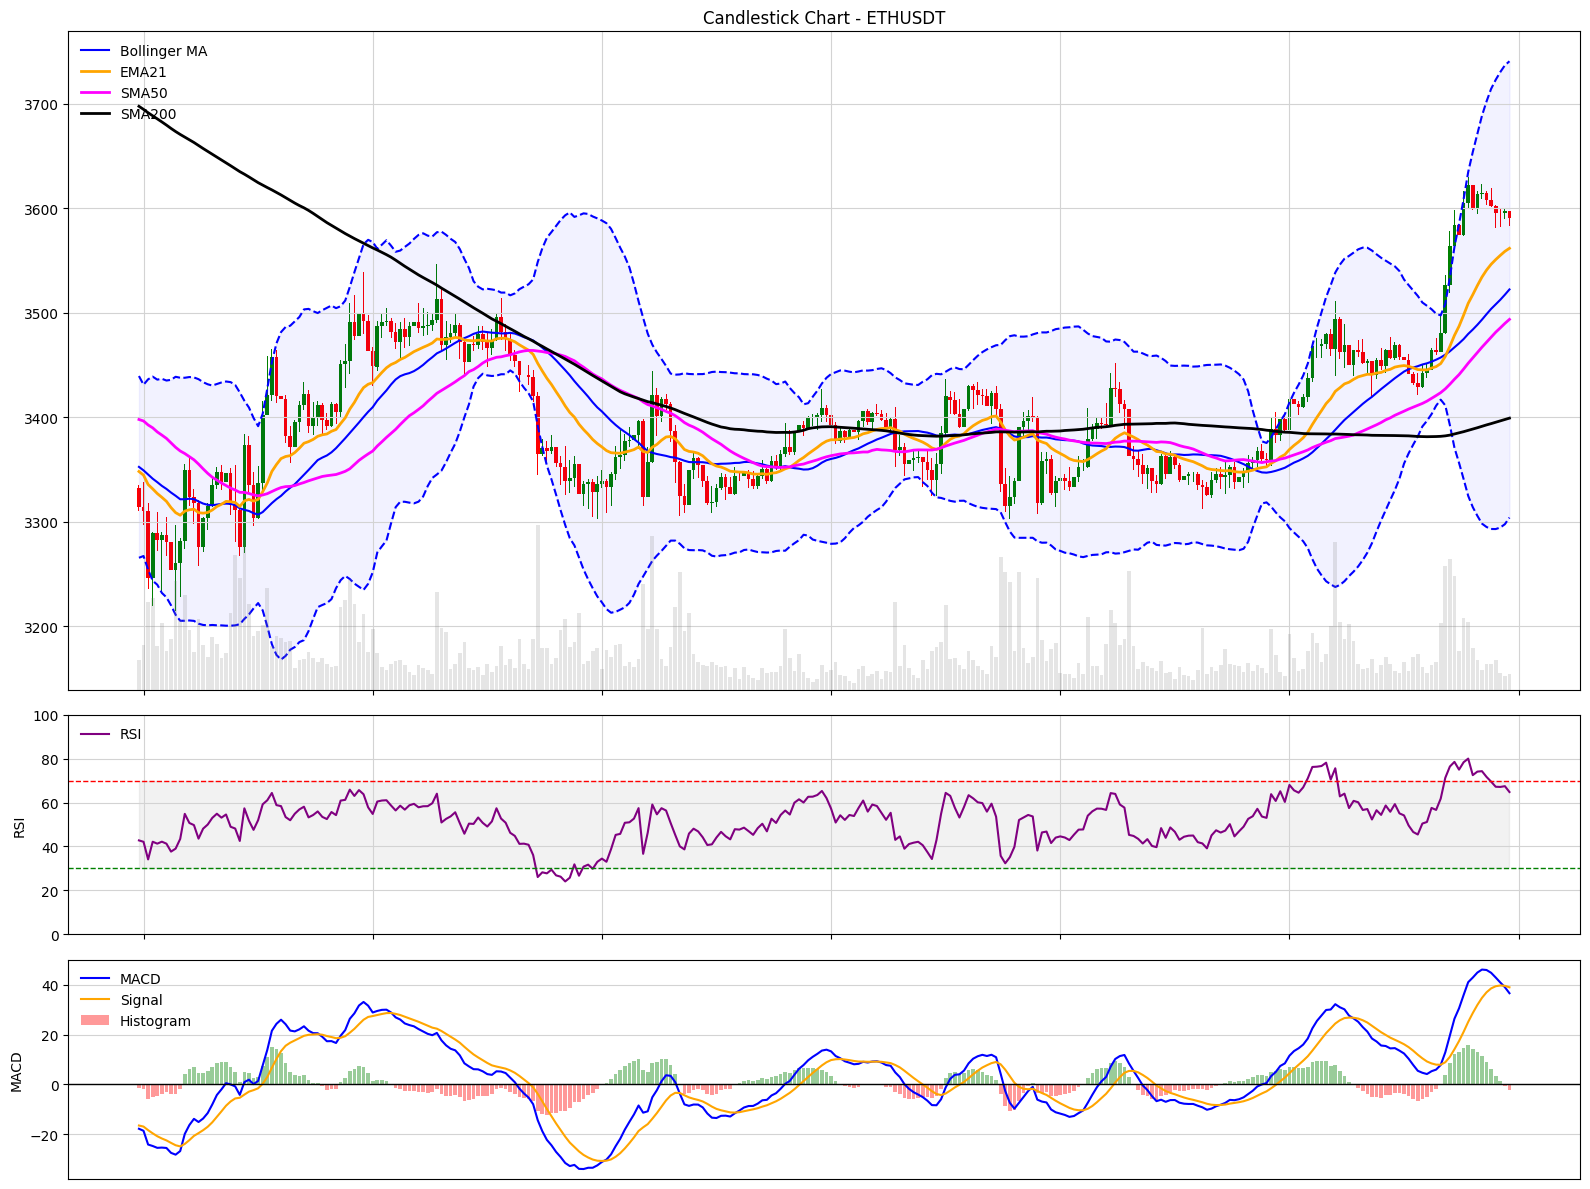 Candlestick Chart - ETHUSDT
Bollinger MA
EMA21
SMA50
SMA200
3700
3600
3500
3400
3300
3200
RSI
100
80
60
40
20
0
RSI
MACD
Signal
Histogram
40
20
0
−20
MACD